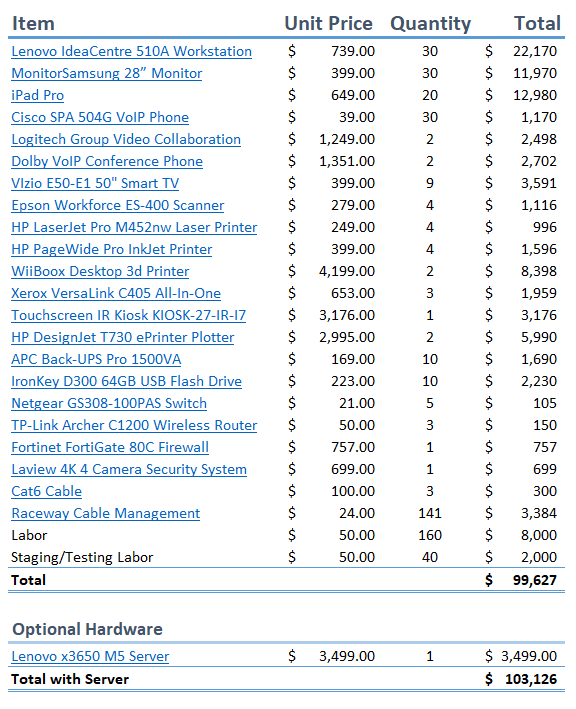 Item Unit Price Quantity Total
Lenovo IdeaCentre 510A Workstation $ 739.00 30 $ 22,170
MonitorSamsung 28” Monitor $ 399.00 30 $ 11,970
iPad Pro $ 649.00 20 $ 12,980
Cisco SPA 504G VoIP Phone $ 39.00 30 $ 1,170
Logitech Group Video Collaboration $ 1,249.00 2 $ 2,498
Dolby VoIP Conference Phone $ 1,351.00 2 $ 2,702
VIzio E50-E1 50" Smart TV $ 399.00 9 $ 3,591
Epson Workforce ES-400 Scanner $ 279.00 4 $ 1,116
HP LaserJet Pro M452nw Laser Printer $ 249.00 4 $ 996
HP PageWide Pro InkJet Printer $ 399.00 4 $ 1,596
WiiBoox Desktop 3d Printer $ 4,199.00 2 $ 8,398
Xerox VersaLink C405 All-In-One $ 653.00 3 $ 1,959
Touchscreen IR Kiosk KIOSK-27-IR-I7 $ 3,176.00 1 $ 3,176
HP DesignJet T730 ePrinter Plotter $ 2,995.00 2 $ 5,990
APC Back-UPS Pro 1500VA $ 169.00 10 $ 1,690
IronKey D300 64GB USB Flash Drive $ 223.00 10 $ 2,230
Netgear GS308-100PAS Switch $ 21.00 5 $ 105
TP-Link Archer C1200 Wireless Router $ 50.00 3 $ 150
Fortinet FortiGate 80C Firewall $ 757.00 1 $ 757
Laview 4K 4 Camera Security System $ 699.00 1 $ 699
Cat6 Cable $ 100.00 3 $ 300
Raceway Cable Management $ 24.00 141 $ 3,384
Labor $ 50.00 160 $ 8,000
Staging/Testing Labor $ 50.00 40 $ 2,000
Total $ 99,627
Optional Hardware
Lenovo x3650 M5 Server $ 3,499.00 1 $ 3,499.00
Total with Server $ 103,126